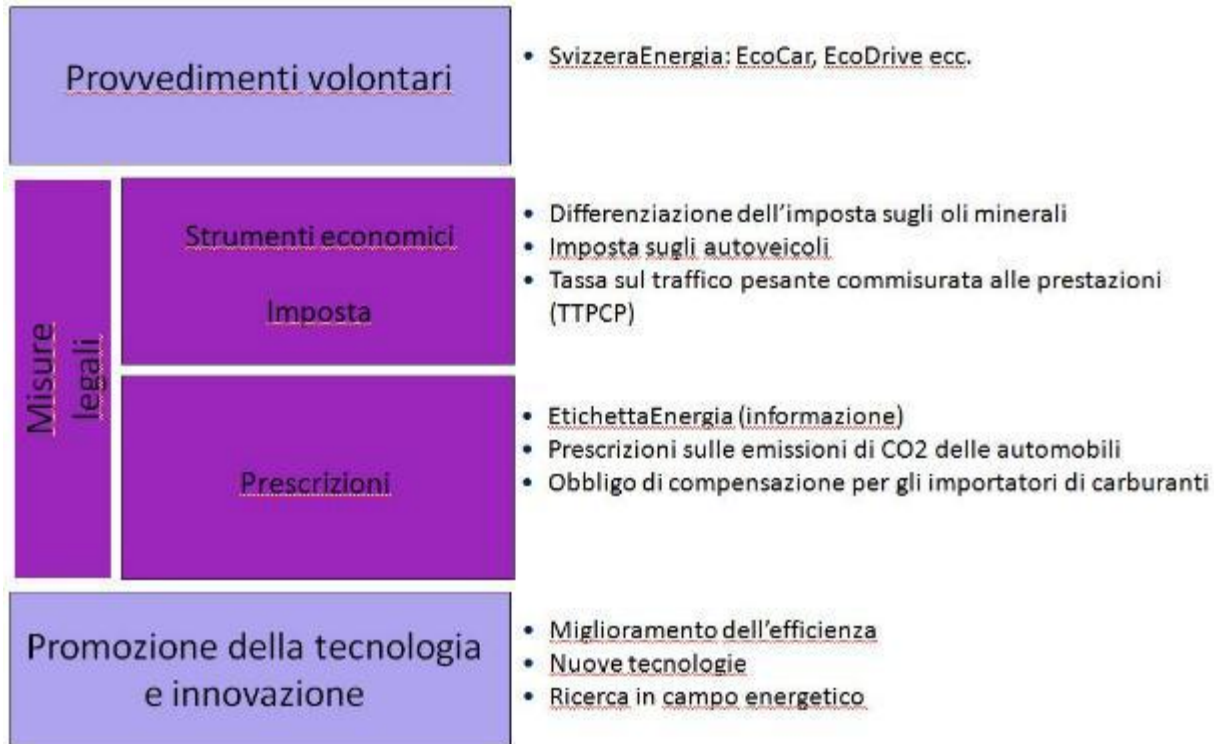 Provvedimenti volontari
• SvizzeraEnergia: EcoCar, EcoDrive ecc.
Misure
legali
Strumenti economici
Imposta
• Differenziazione dell'imposta sugli oli minerali
• Imposta sugli autoveicoli
• Tassa sul traffico pesante commisurata alle prestazioni
(TTPCP)
Prescrizioni
• EtichettaEnergia (informazione)
• Prescrizioni sulle emissioni di CO2 delle automobili
• Obbligo di compensazione per gli importatori di carburanti
Promozione della tecnologia
e innovazione
• Miglioramento dell'efficienza
• Nuove tecnologie
• Ricerca in campo energetico